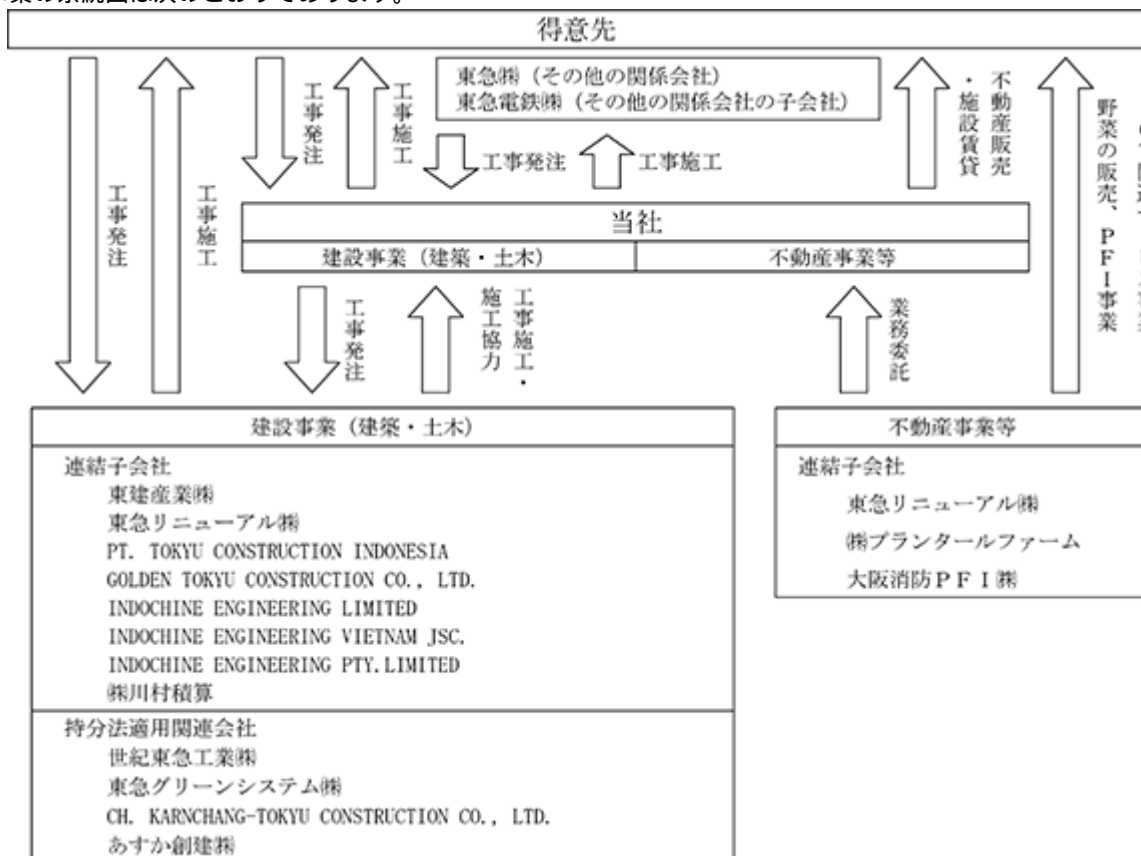 事業の系統図は次のとおりであります。
得意先
東急㈱（その他の関係会社）
東急電鉄㈱（その他の関係会社の子会社）
工事発注
工事施工
工事発注
工事施工
工事発注
工事施工
不動産販売
・施設賃貸
野菜の販売、ＰＦＩ事業
当社
建設事業（建築・土木）
不動産事業等
工事発注
工事施工・
施工協力
業務委託
建設事業（建築・土木）
連結子会社
東建産業㈱
東急リニューアル㈱
PT. TOKYU CONSTRUCTION INDONESIA
GOLDEN TOKYU CONSTRUCTION CO., LTD.
INDOCHINE ENGINEERING LIMITED
INDOCHINE ENGINEERING VIETNAM JSC.
INDOCHINE ENGINEERING PTY.LIMITED
㈱川村積算
持分法適用関連会社
世紀東急工業㈱
東急グリーンシステム㈱
CH. KARNCHANG-TOKYU CONSTRUCTION CO., LTD.
あすか創建㈱
不動産事業等
連結子会社
東急リニューアル㈱
㈱プランタールファーム
大阪消防ＰＦＩ㈱